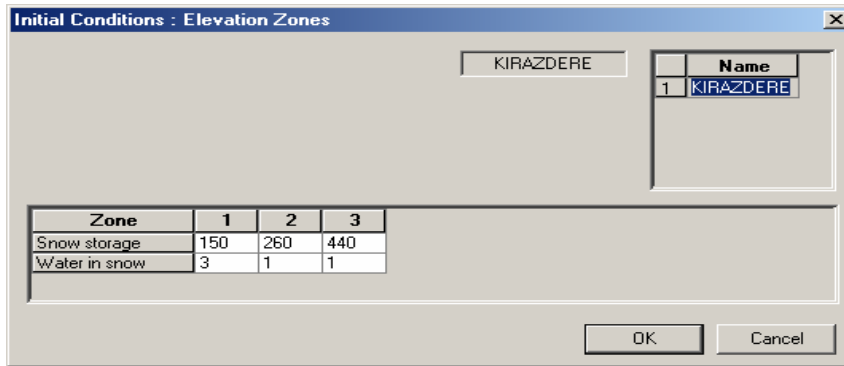 Initial Conditions : Elevation Zones
KIRAZDERE
Name
1 KIRAZDERE
Zone 1 2 3
Snow storage 150 260 440
Water in snow 3 1 1
OK Cancel